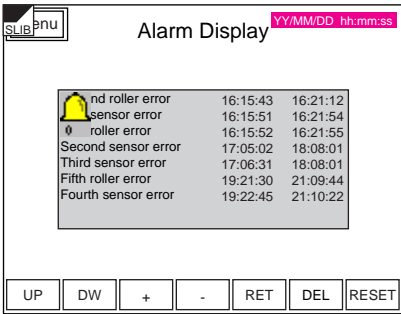 SLIB enu
Alarm Display
YY/MM/DD hh:mm:ss
nd roller error 16:15:43 16:21:12
sensor error 16:15:51 16:21:54
0 roller error 16:15:52 16:21:55
Second sensor error 17:05:02 18:08:01
Third sensor error 17:06:31 18:08:01
Fifth roller error 19:21:30 21:09:44
Fourth sensor error 19:22:45 21:10:22
UP DW + - RET DEL RESET